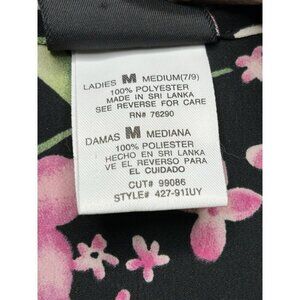 LADIES M MEDIUM(7/9)
100% POLYESTER
MADE IN SRI LANKA
SEE REVERSE FOR CARE
RN# 76290
DAMAS M MEDIANA
100% POLIESTER
HECHO EN SRI LANKA
VE EL REVERSO PARA
EL CUIDADO
CUT# 99086
STYLE# 427-91IUY